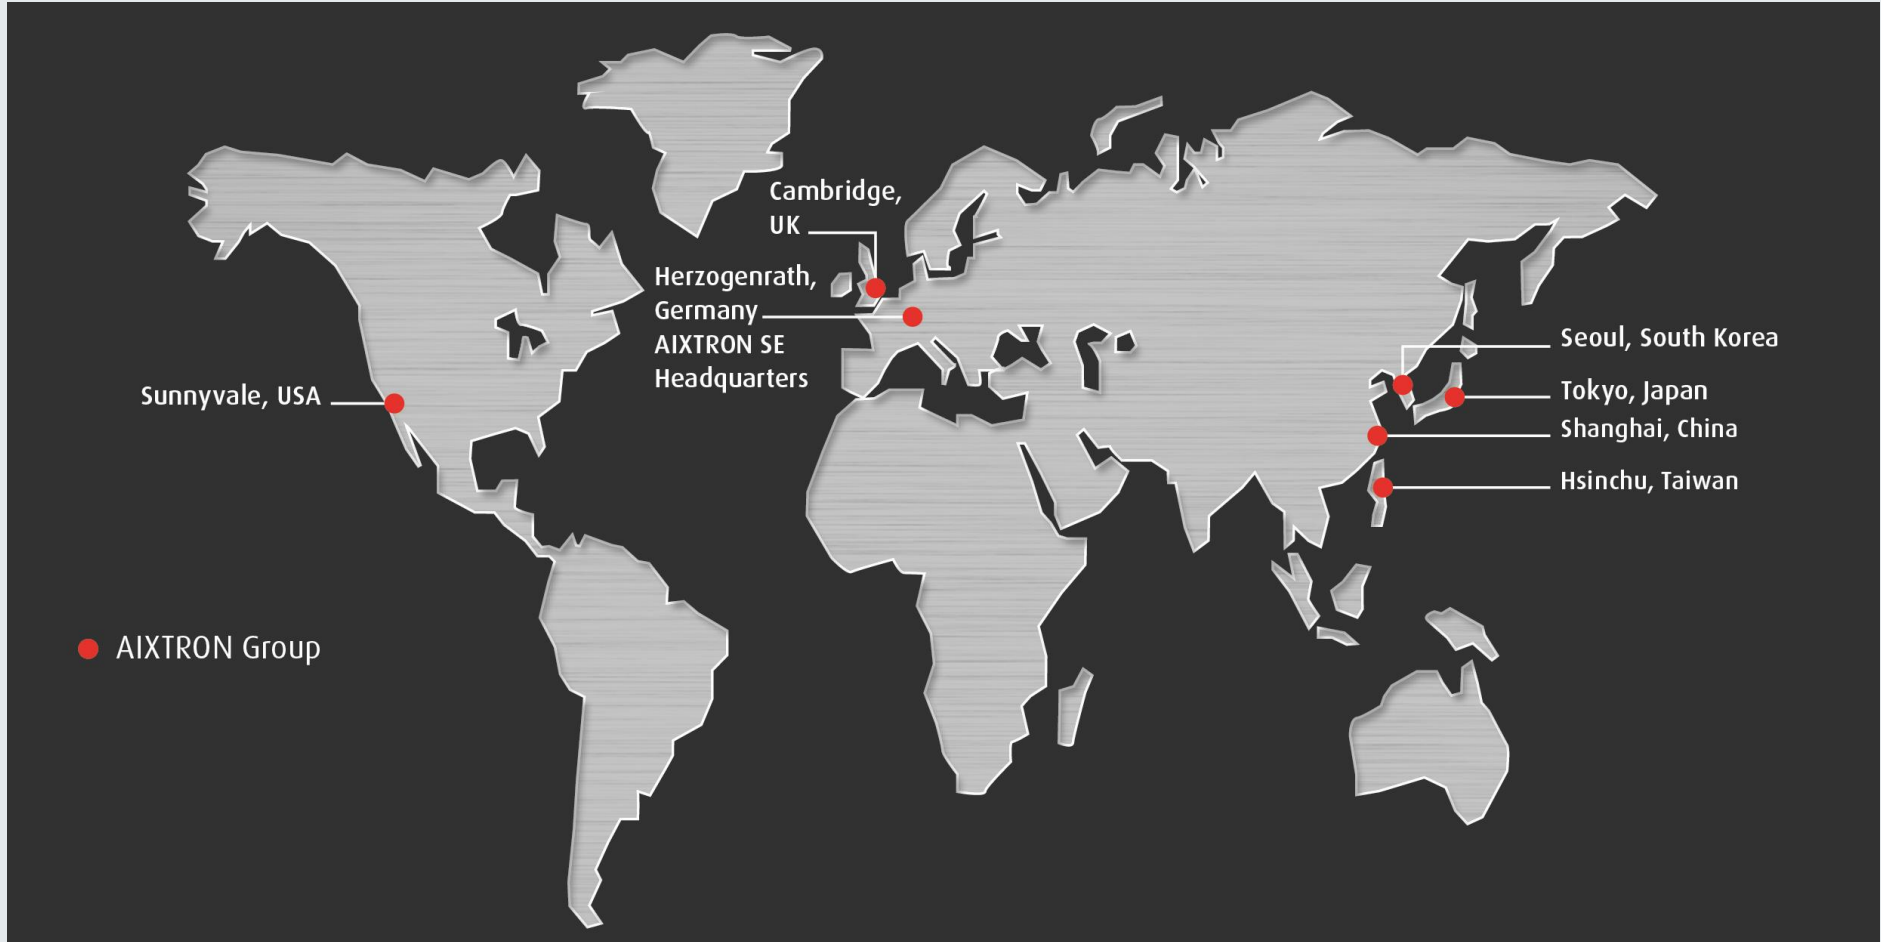 Cambridge,
UK
Herzogenrath,
Germany
AIXTRON SE
Headquarters
Sunnyvale, USA
Seoul, South Korea
Tokyo, Japan
Shanghai, China
Hsinchu, Taiwan
AIXTRON Group